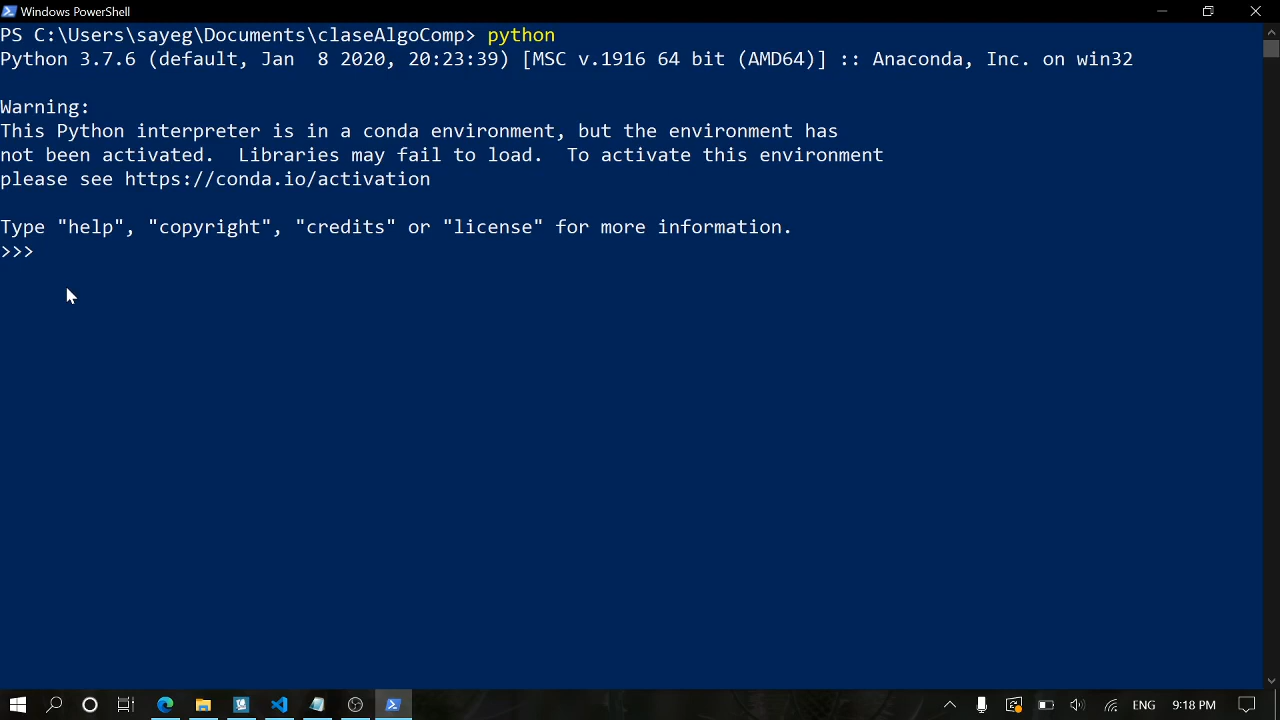 Windows PowerShell
PS C:\Users\sayeg\Documents\claseAlgoComp> python
Python 3.7.6 (default, Jan  8 2020, 20:23:39) [MSC v.1916 64 bit (AMD64)] :: Anaconda, Inc. on win32
Warning:
This Python interpreter is in a conda environment, but the environment has
not been activated.  Libraries may fail to load.  To activate this environment
please see https://conda.io/activation
Type "help", "copyright", "credits" or "license" for more information.
>>>
ENG 9:18 PM